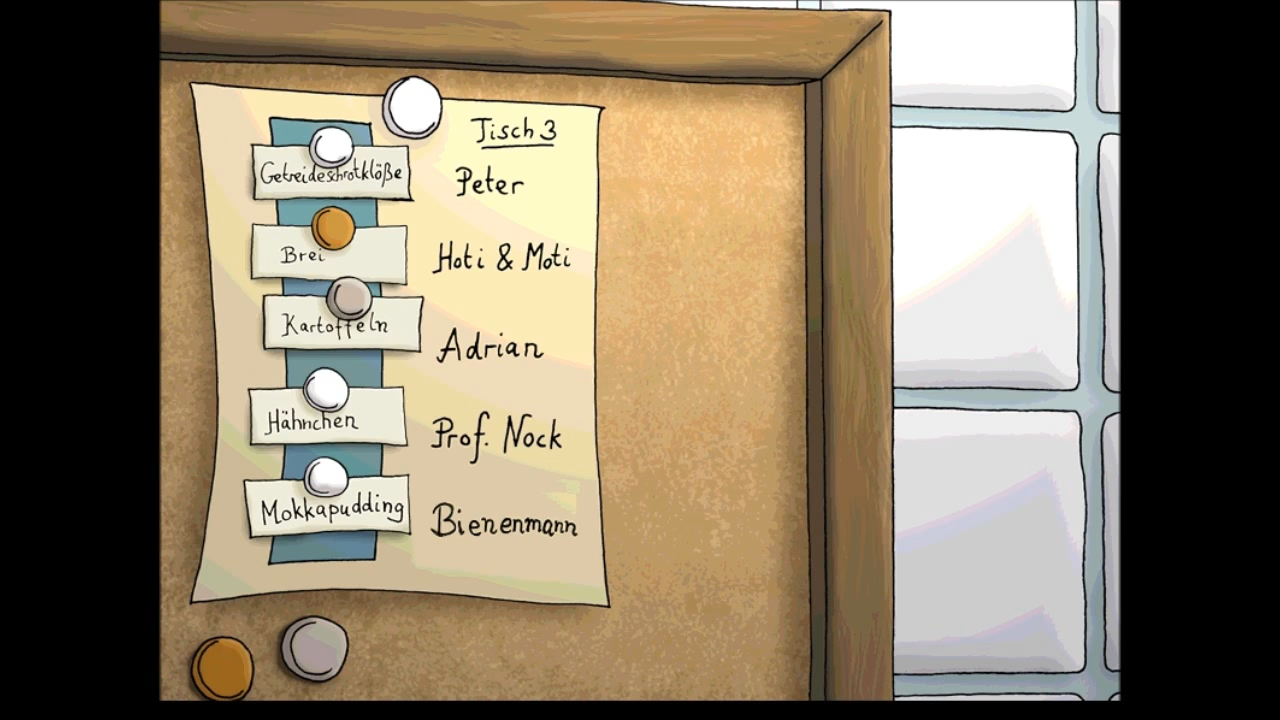 Tisch 3
Getreideschrotklöße Peter
Brei Hoti & Moti
Kartoffeln Adrian
Hähnchen Prof. Nock
Mokkapudding Bienenmann